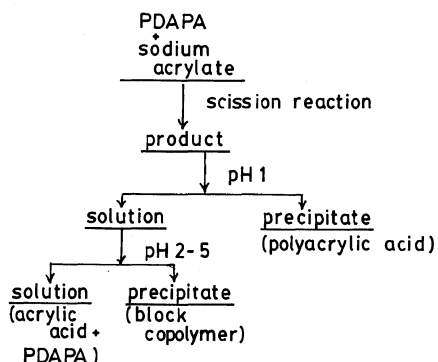 PDAPA
+
sodium
acrylate
scission reaction
product
pH 1
solution
precipitate
(polyacrylic acid)
pH 2-5
solution
(acrylic
acid +
PDAPA)
precipitate
(block
copolymer)